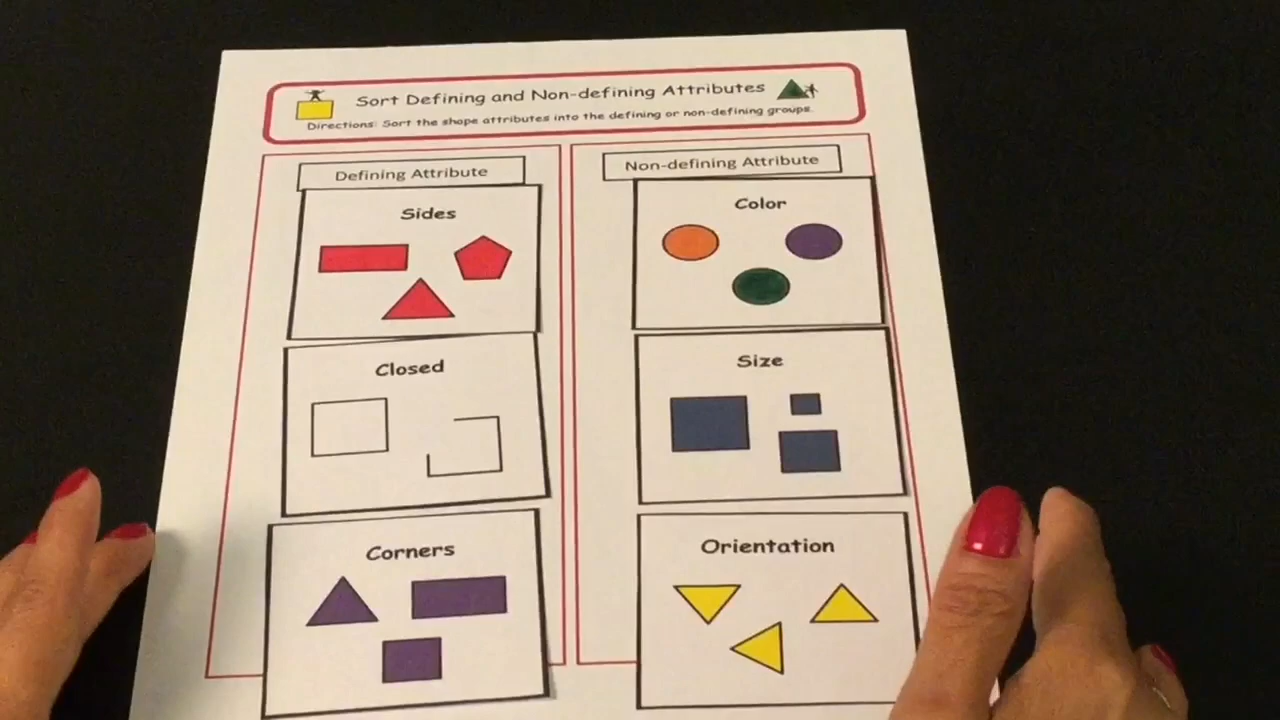 Sort Defining and Non-defining Attributes
Directions: Sort the shape attributes into the defining or non-defining groups.
Defining Attribute
Sides
Closed
Corners
Non-defining Attribute
Color
Size
Orientation